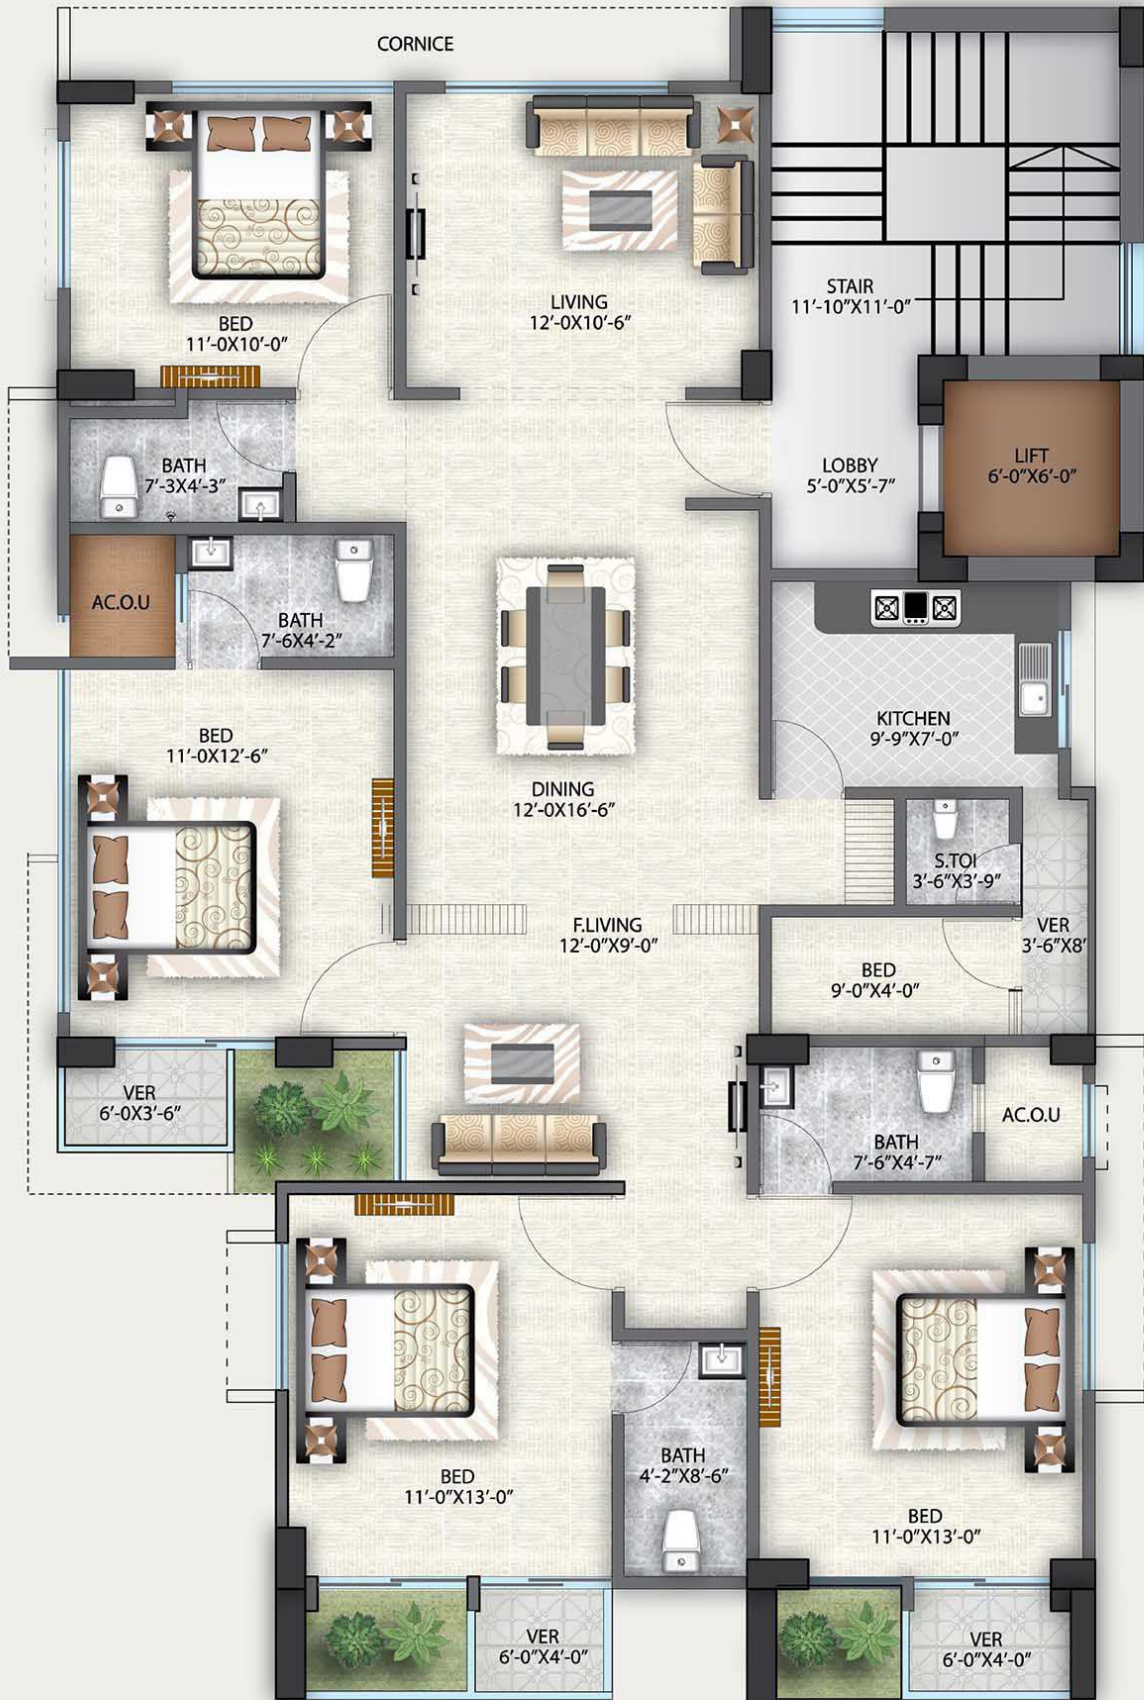 CORNICE
BED
11'-0X10'-0"
LIVING
12'-0X10'-6"
STAIR
11'-10"X11'-0"
BATH
7'-3X4'-3"
LOBBY
5'-0"X5'-7"
LIFT
6'-0"X6'-0"
AC.O.U
BATH
7'-6"X4'-2"
BED
11'-0X12'-6"
KITCHEN
9'-9"X7'-0"
DINING
12'-0X16'-6"
S.TOI
3'-6"X3'-9"
F.LIVING
12'-0"X9'-0"
VER
3'-6"X8'
BED
9'-0"X4'-0"
VER
6'-0X3'-6"
AC.O.U
BATH
7'-6"X4'-7"
BED
11'-0"X13'-0"
BATH
4'-2"X8'-6"
BED
11'-0"X13'-0"
VER
6'-0"X4'-0"
VER
6'-0"X4'-0"